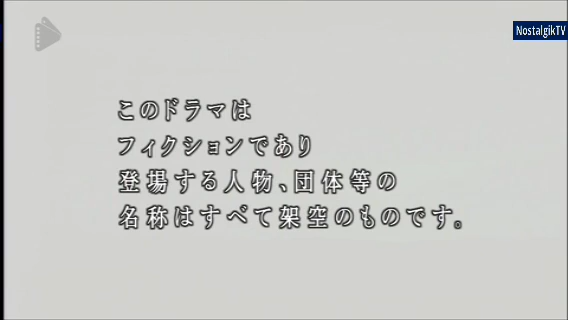 NostalgikTV
このドラマは
フィクションであり
登場する人物、団体等の
名称はすべて架空のものです。